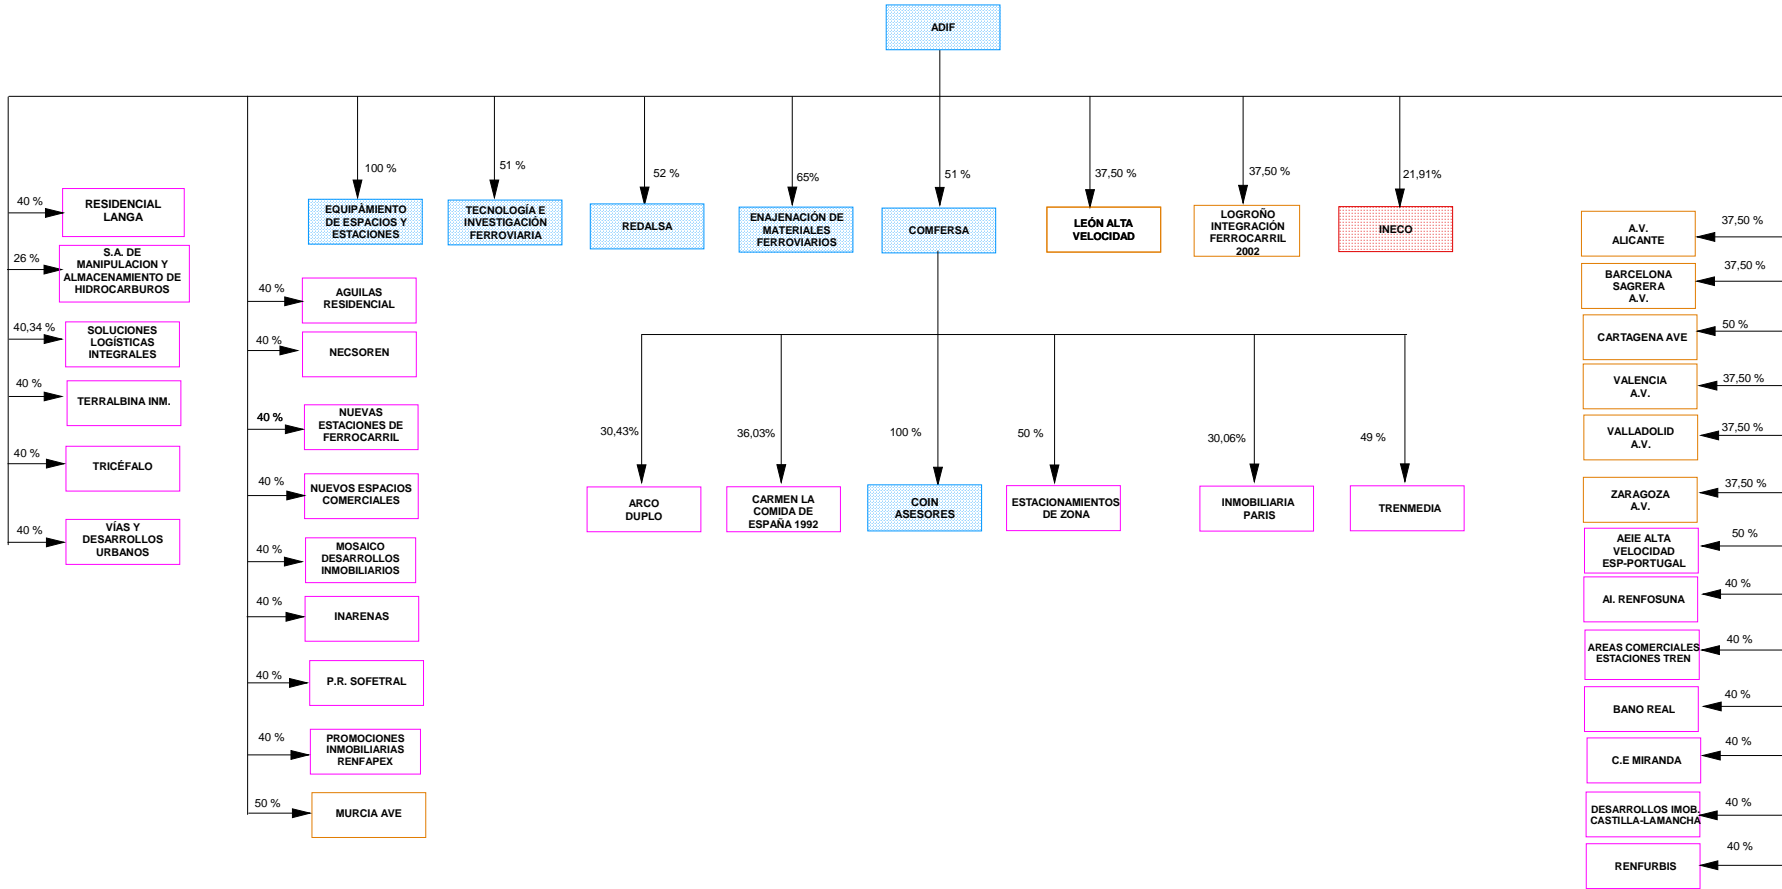 ADIF
100 %
EQUIPÀMIENTO
DE ESPACIOS Y
ESTACIONES
51 %
TECNOLOGÍA E
INVESTIGACIÓN
FERROVIARIA
52 %
REDALSA
65%
ENAJENACIÓN DE
MATERIALES
FERROVIARIOS
51 %
COMFERSA
37,50 %
LEÓN ALTA
VELOCIDAD
37,50 %
LOGROÑO
INTEGRACIÓN
FERROCARRIL
2002
21,91%
INECO
40 %
RESIDENCIAL
LANGA
26 %
S.A. DE
MANIPULACION Y
ALMACENAMIENTO DE
HIDROCARBUROS
40,34 %
SOLUCIONES
LOGÍSTICAS
INTEGRALES
40 %
TERRALBINA INM.
40 %
TRICÉFALO
40 %
VÍAS Y
DESARROLLOS
URBANOS
40 %
AGUILAS
RESIDENCIAL
40 %
NECSOREN
40 %
NUEVAS
ESTACIONES DE
FERROCARRIL
40 %
NUEVOS ESPACIOS
COMERCIALES
40 %
MOSAICO
DESARROLLOS
INMOBILIARIOS
40 %
INARENAS
40 %
P.R. SOFETRAL
40 %
PROMOCIONES
INMOBILIARIAS
RENFAPEX
50 %
MURCIA AVE
30,43%
ARCO
DUPLO
36,03%
CARMEN LA
COMIDA DE
ESPAÑA 1992
100 %
COIN
ASESORES
50 %
ESTACIONAMIENTOS
DE ZONA
30,06%
INMOBILIARIA
PARIS
49 %
TRENMEDIA
37,50 %
A.V.
ALICANTE
37,50 %
BARCELONA
SAGRERA
A.V.
50 %
CARTAGENA AVE
37,50 %
VALENCIA
A.V.
37,50 %
VALLADOLID
A.V.
37,50 %
ZARAGOZA
A.V.
50 %
AEIE ALTA
VELOCIDAD
ESP-PORTUGAL
40 %
AI. RENFOSUNA
40 %
AREAS COMERCIALES
ESTACIONES TREN
40 %
BANO REAL
40 %
C.E MIRANDA
40 %
DESARROLLOS IMOB.
CASTILLA-LAMANCHA
40 %
RENFURBIS